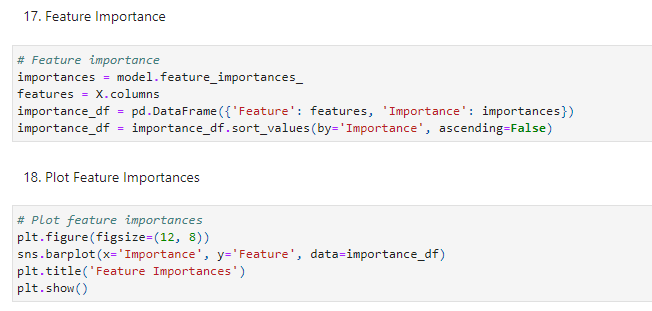 17. Feature Importance
# Feature importance
importances = model.feature_importances_
features = X.columns
importance_df = pd.DataFrame({'Feature': features, 'Importance': importances})
importance_df = importance_df.sort_values(by='Importance', ascending=False)
18. Plot Feature Importances
# Plot feature importances
plt.figure(figsize=(12, 8))
sns.barplot(x='Importance', y='Feature', data=importance_df)
plt.title('Feature Importances')
plt.show()